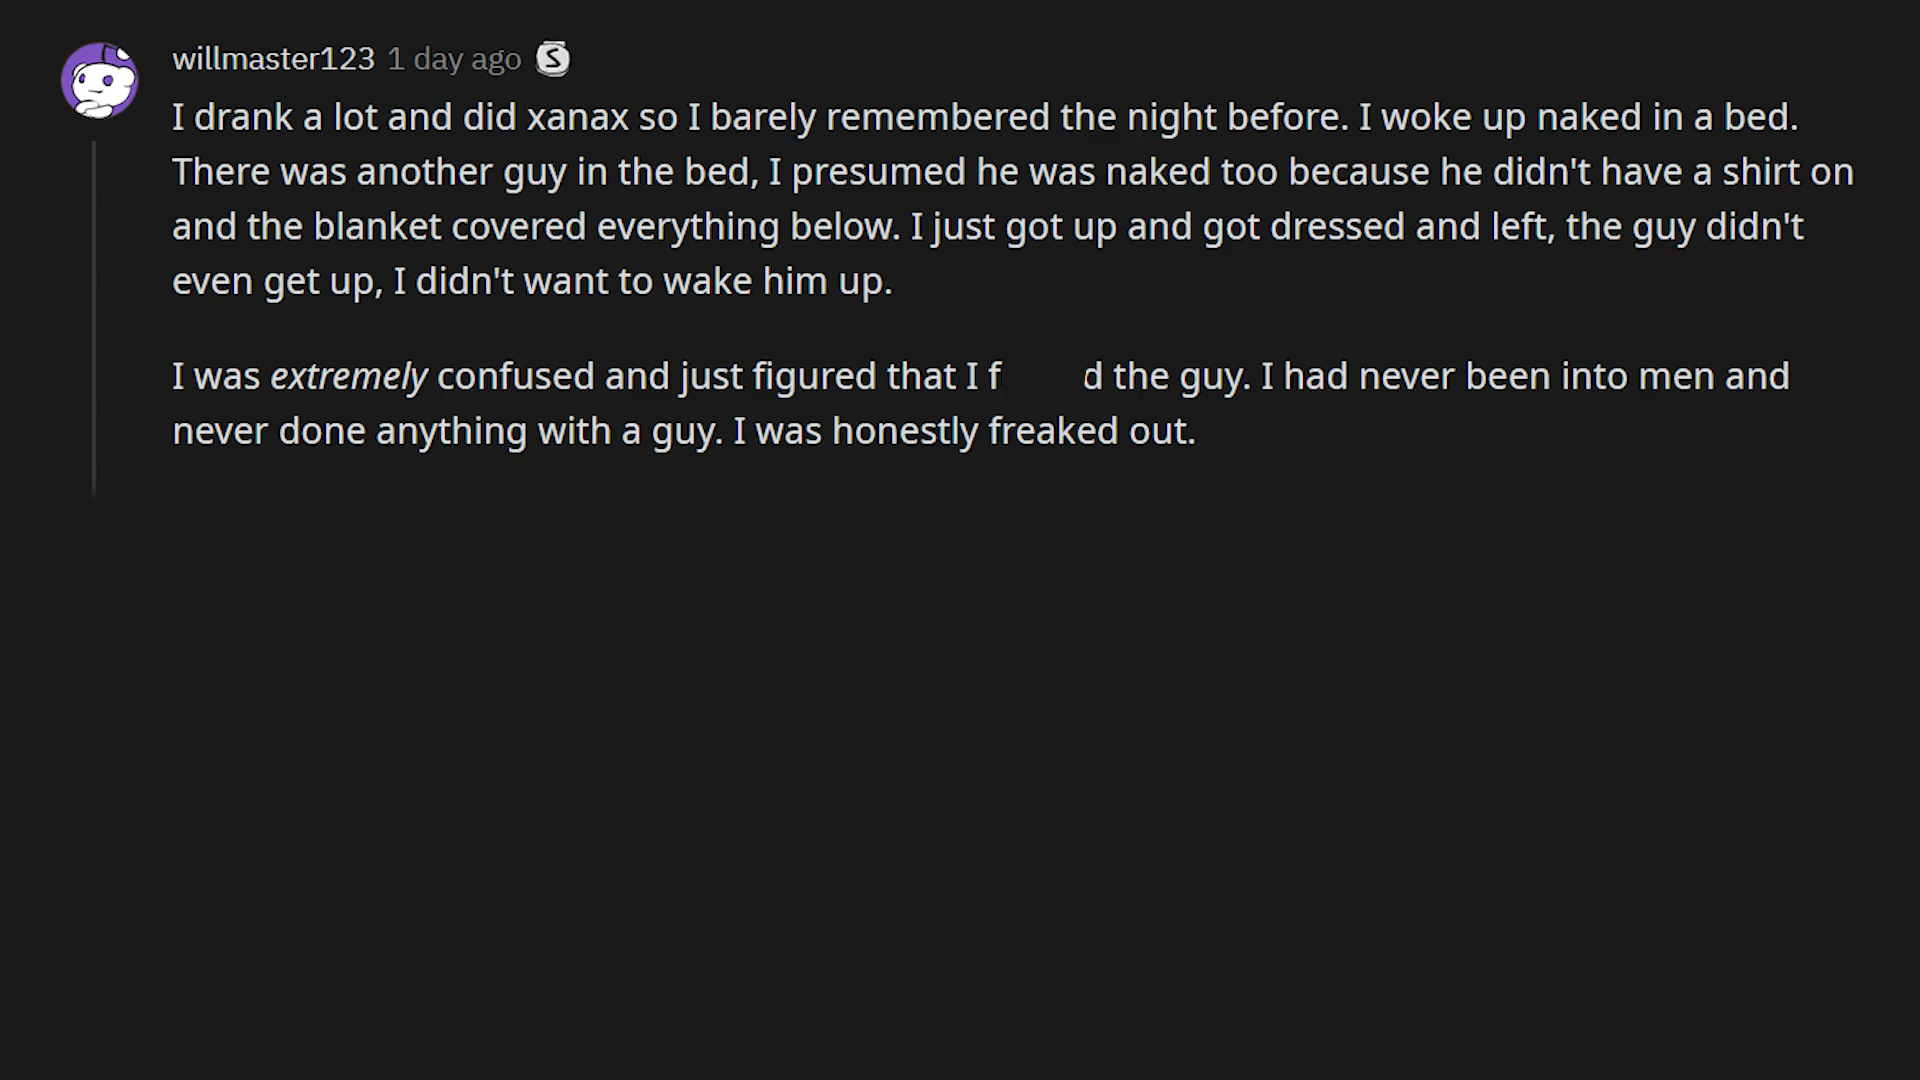 willmaster123 1 day ago S
I drank a lot and did xanax so I barely remembered the night before. I woke up naked in a bed.
There was another guy in the bed, I presumed he was naked too because he didn't have a shirt on
and the blanket covered everything below. I just got up and got dressed and left, the guy didn't
even get up, I didn't want to wake him up.
I was extremely confused and just figured that I f d the guy. I had never been into men and
never done anything with a guy. I was honestly freaked out.